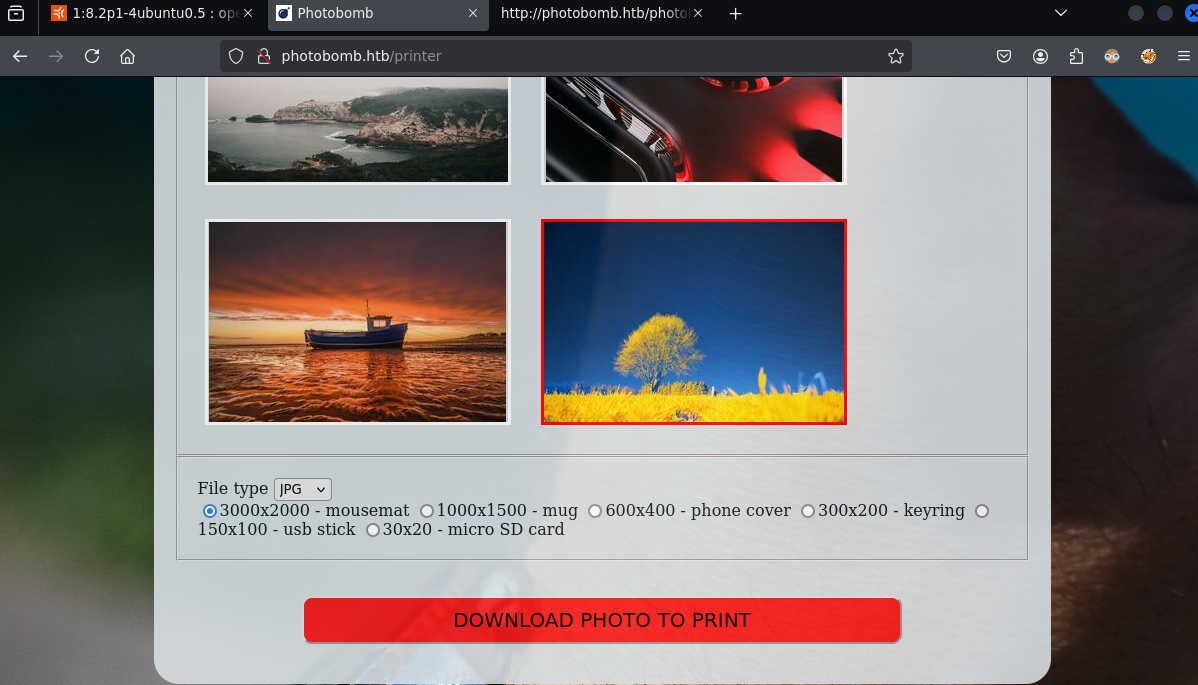 1:8.2p1-4ubuntu0.5 : ope
Photobomb
http://photobomb.htb/photo
photobomb.htb/printer
File type JPG
3000x2000 - mousemat 1000x1500 - mug 600x400 - phone cover 300x200 - keyring
150x100 - usb stick 30x20 - micro SD card
DOWNLOAD PHOTO TO PRINT